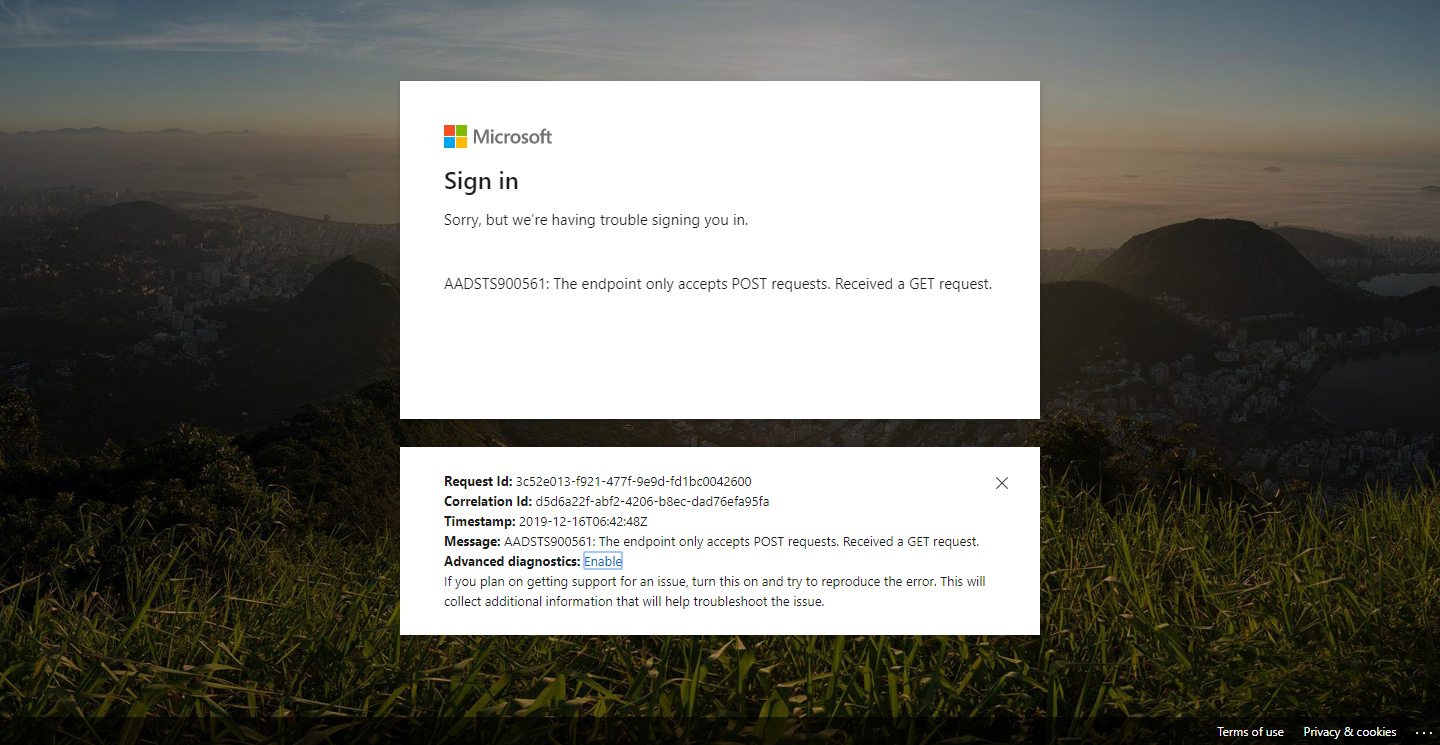 Microsoft
Sign in
Sorry, but we're having trouble signing you in.
AADSTS900561: The endpoint only accepts POST requests. Received a GET request.
Request Id: 3c52e013-f921-477f-9e9d-fd1bc0042600
Correlation Id: d5d6a22f-abf2-4206-b8ec-dad76efa95fa
Timestamp: 2019-12-16T06:42:48Z
Message: AADSTS900561: The endpoint only accepts POST requests. Received a GET request.
Advanced diagnostics: Enable
If you plan on getting support for an issue, turn this on and try to reproduce the error. This will
collect additional information that will help troubleshoot the issue.
Terms of use Privacy & cookies ...